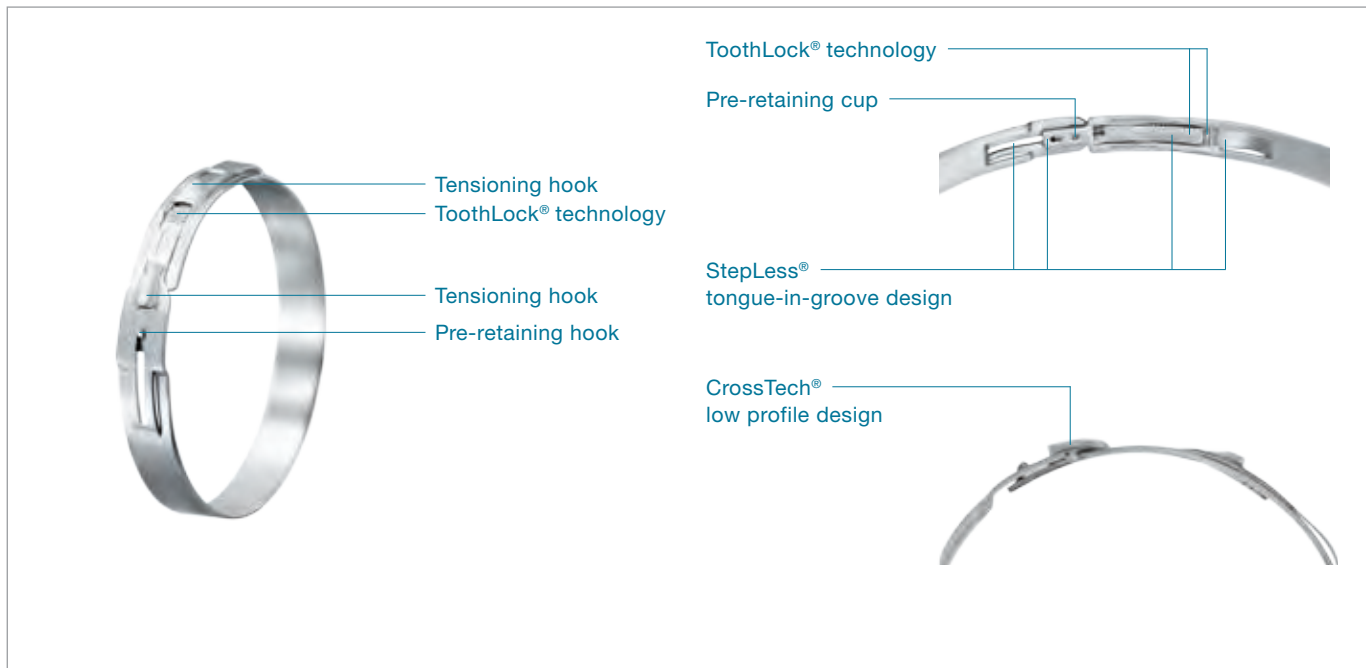 Tensioning hook
ToothLock® technology
Tensioning hook
Pre-retaining hook
ToothLock® technology
Pre-retaining cup
StepLess®
tongue-in-groove design
CrossTech®
low profile design